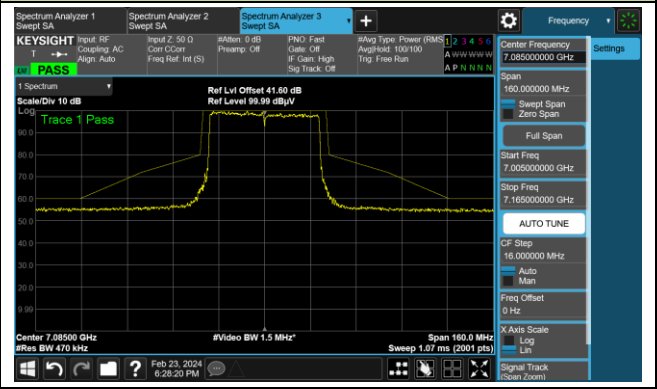 Spectrum Analyzer 1
Swept SA
Spectrum Analyzer 2
Swept SA
Spectrum Analyzer 3
Swept SA
Frequency
KEYSIGHT
Input: RF
Coupling: AC
Align: Auto
Input Z: 50 Ω
Corr CCorr
Freq Ref: Int (S)
#Atten: 0 dB
Preamp: Off
PNO: Fast
Gate: Off
IF Gain: High
Sig Track: Off
#Avg Type: Power (RMS
Avg|Hold: 100/100
Trig: Free Run
1 2 3 4 5 6
A W W W W W
A P N N N N
T
LW
PASS
1 Spectrum
Scale/Div 10 dB
Ref Lvl Offset 41.60 dB
Ref Level 99.99 dBµV
Log
Trace 1 Pass
90.0
80.0
70.0
60.0
50.0
40.0
30.0
20.0
9.99
Center 7.08500 GHz
#Res BW 470 kHz
#Video BW 1.5 MHz*
Span 160.0 MHz
Sweep 1.07 ms (2001 pts)
Center Frequency
7.085000000 GHz
Settings
Span
160.000000 MHz
Swept Span
Zero Span
Full Span
Start Freq
7.005000000 GHz
Stop Freq
7.165000000 GHz
AUTO TUNE
CF Step
16.000000 MHz
Auto
Man
Freq Offset
0 Hz
X Axis Scale
Log
Lin
Signal Track
(Span Zoom)
?
Feb 23, 2024
6:28:20 PM